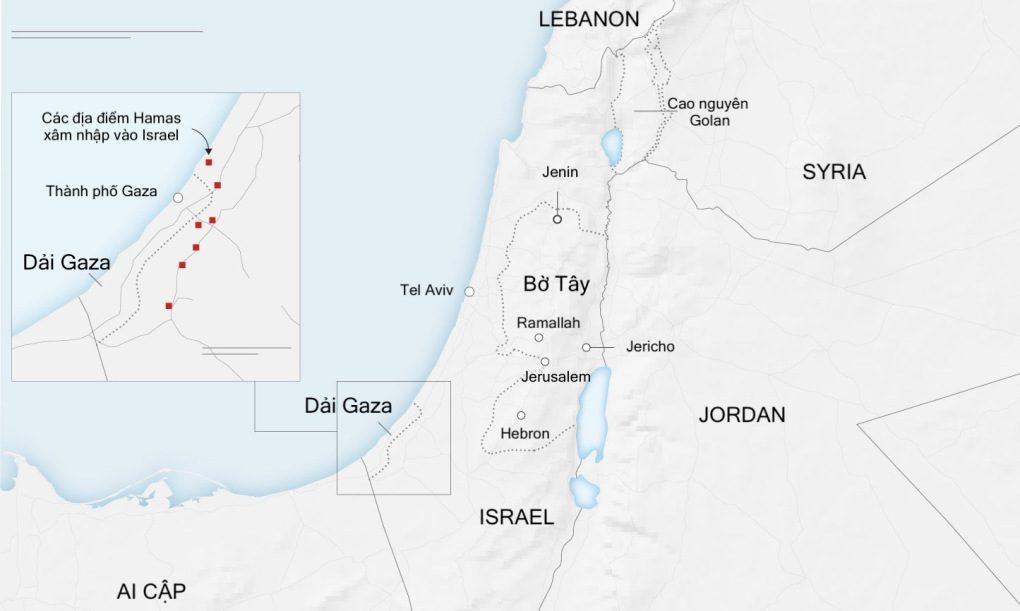 LEBANON
Các địa điểm Hamas
xâm nhập vào Israel
Cao nguyên
Golan
Jenin
SYRIA
Thành phố Gaza
Dải Gaza
Bờ Tây
Tel Aviv
Ramallah
Jericho
Jerusalem
Dải Gaza
JORDAN
Hebron
ISRAEL
AI CẬP